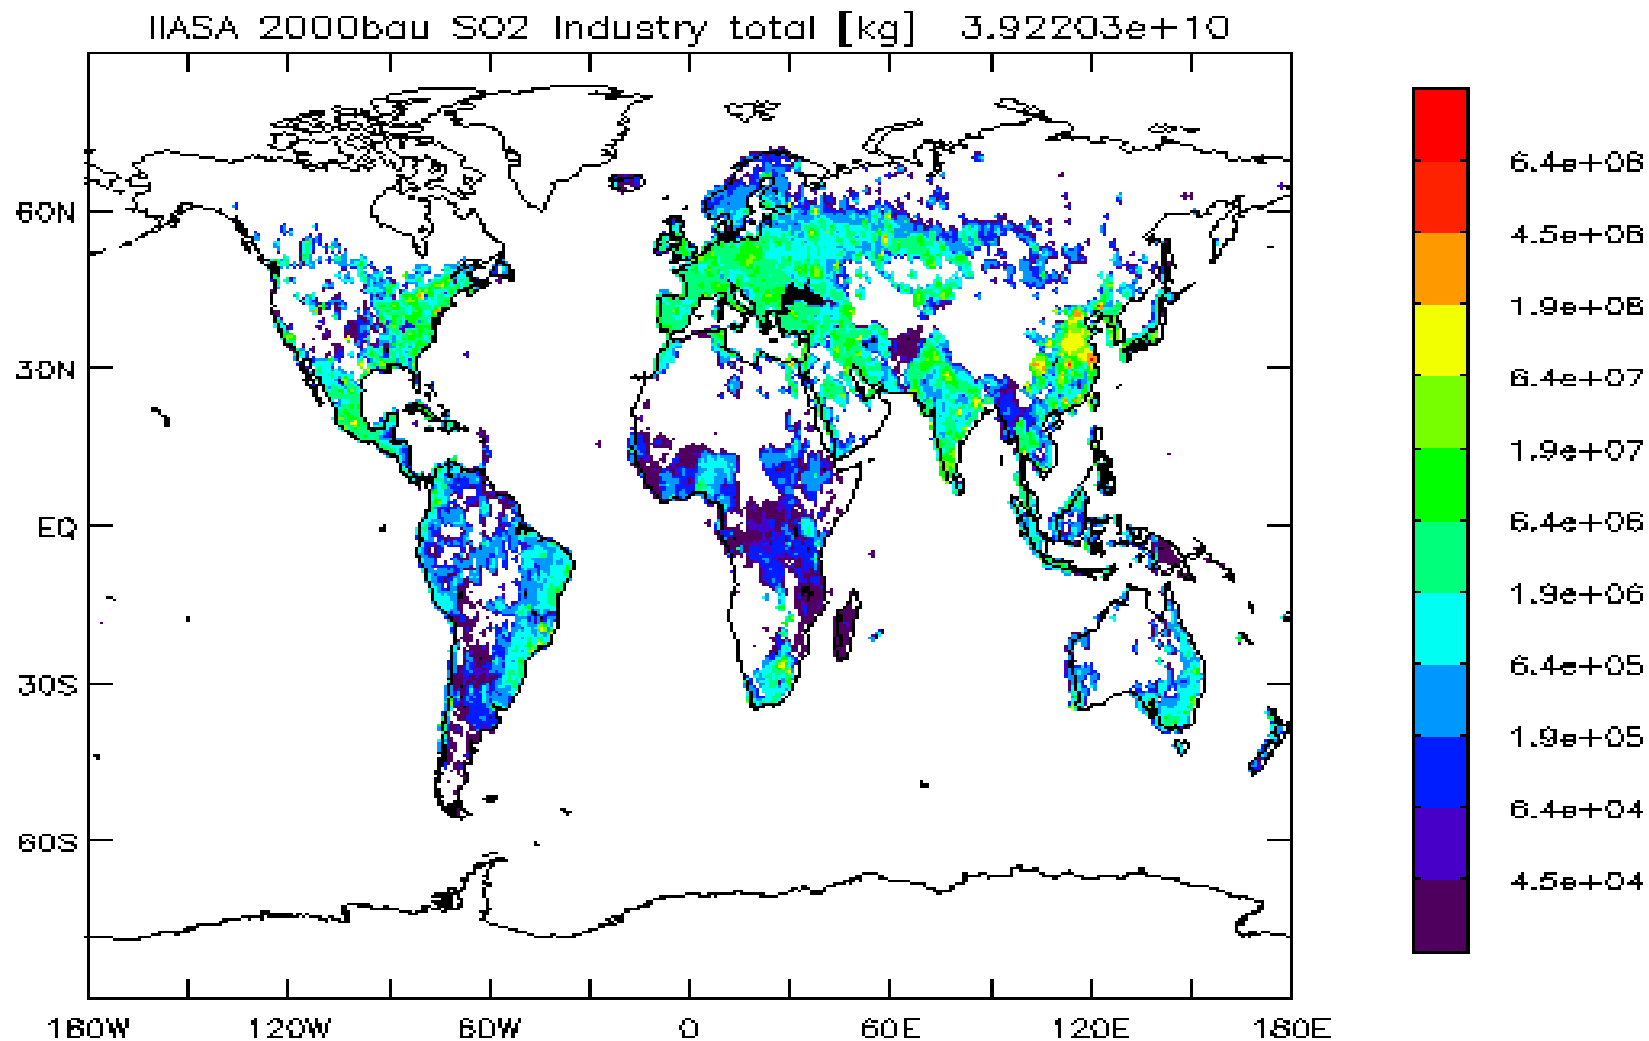 IIASA 2000bau SO2 Industry total [kg] 3.92203e+10
60N
30N
EQ
30S
60S
180W 120W 60W 0 60E 120E 180E
6.4e+08
4.5e+08
1.9e+08
6.4e+07
1.9e+07
6.4e+06
1.9e+06
6.4e+05
1.9e+05
6.4e+04
4.5e+04